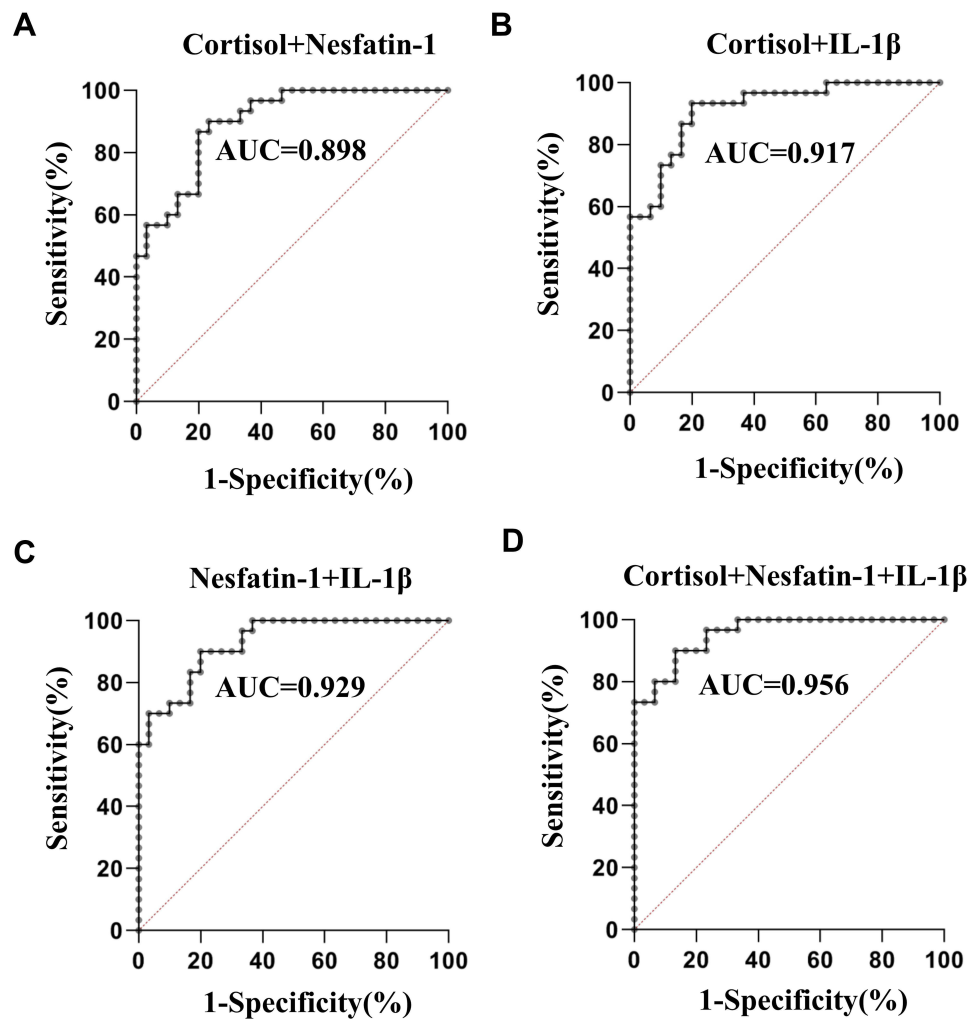 A
Cortisol+Nesfatin-1
100
80
60
40
20
0
Sensitivity(%)
AUC=0.898
0 20 40 60 80 100
1-Specificity(%)
B
Cortisol+IL-1β
100
80
60
40
20
0
Sensitivity(%)
AUC=0.917
0 20 40 60 80 100
1-Specificity(%)
C
Nesfatin-1+IL-1β
100
80
60
40
20
0
Sensitivity(%)
AUC=0.929
0 20 40 60 80 100
1-Specificity(%)
D
Cortisol+Nesfatin-1+IL-1β
100
80
60
40
20
0
Sensitivity(%)
AUC=0.956
0 20 40 60 80 100
1-Specificity(%)